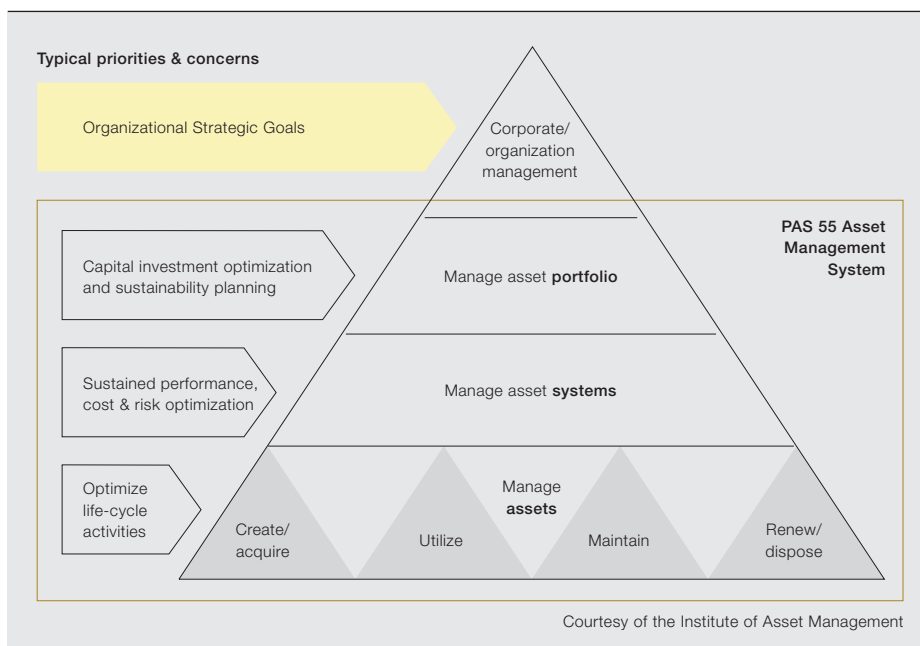 Typical priorities & concerns
Organizational Strategic Goals
Corporate/
organization
management
PAS 55 Asset
Management
System
Capital investment optimization
and sustainability planning
Manage asset portfolio
Sustained performance,
cost & risk optimization
Manage asset systems
Optimize
life-cycle
activities
Manage
assets
Create/
acquire
Utilize
Maintain
Renew/
dispose
Courtesy of the Institute of Asset Management